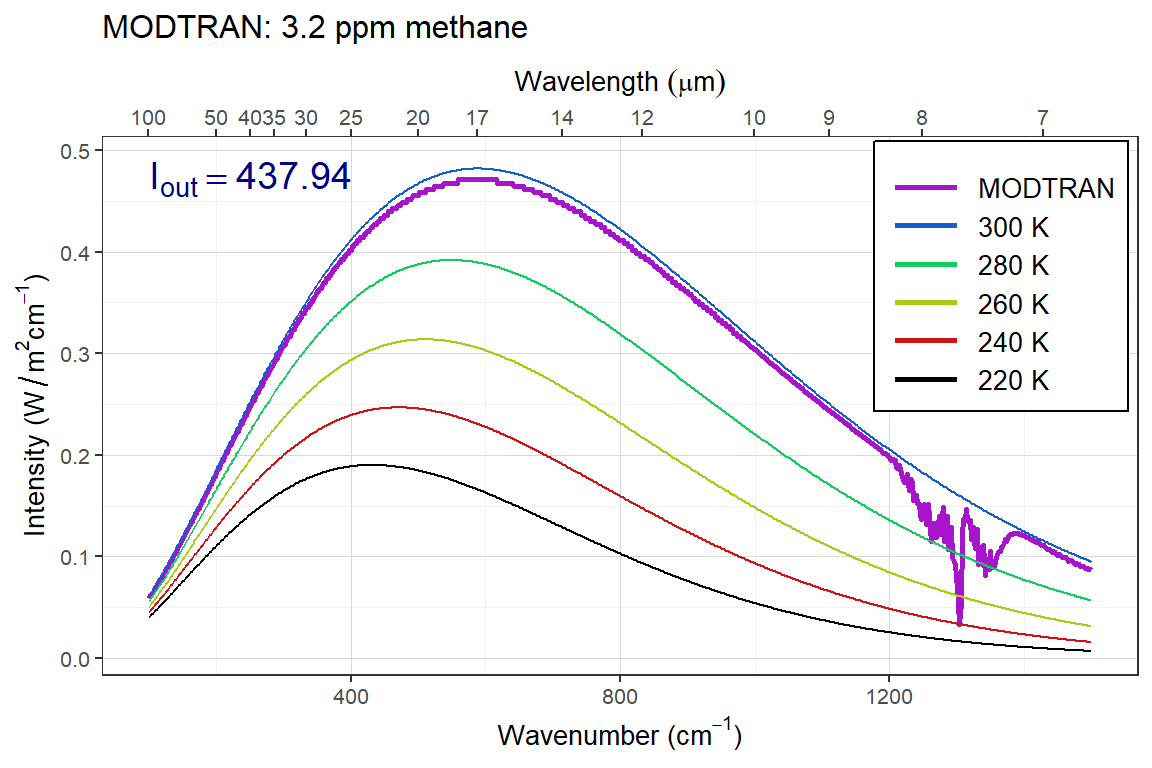 MODTRAN: 3.2 ppm methane
Wavelength (μm)
100 50 40 35 30 25 20 17 14 12 10 9 8 7
0.5
0.4
0.3
0.2
0.1
0.0
Intensity (W / m² cm⁻¹)
I_out = 437.94
MODTRAN
300 K
280 K
260 K
240 K
220 K
400 800 1200
Wavenumber (cm⁻¹)